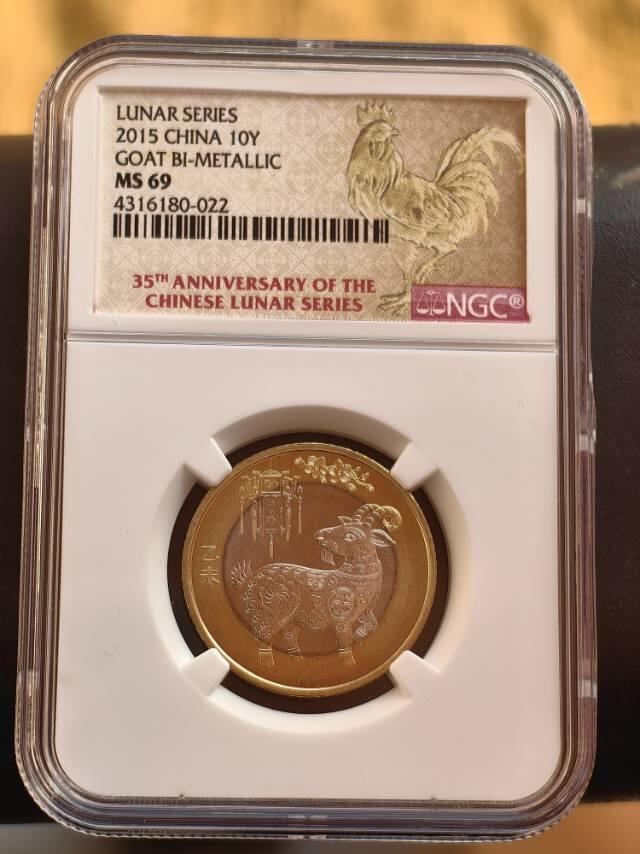 LUNAR SERIES
2015 CHINA 10Y
GOAT BI-METALLIC
MS 69
4316180-022
35TH ANNIVERSARY OF THE
CHINESE LUNAR SERIES
NGC®
乙未